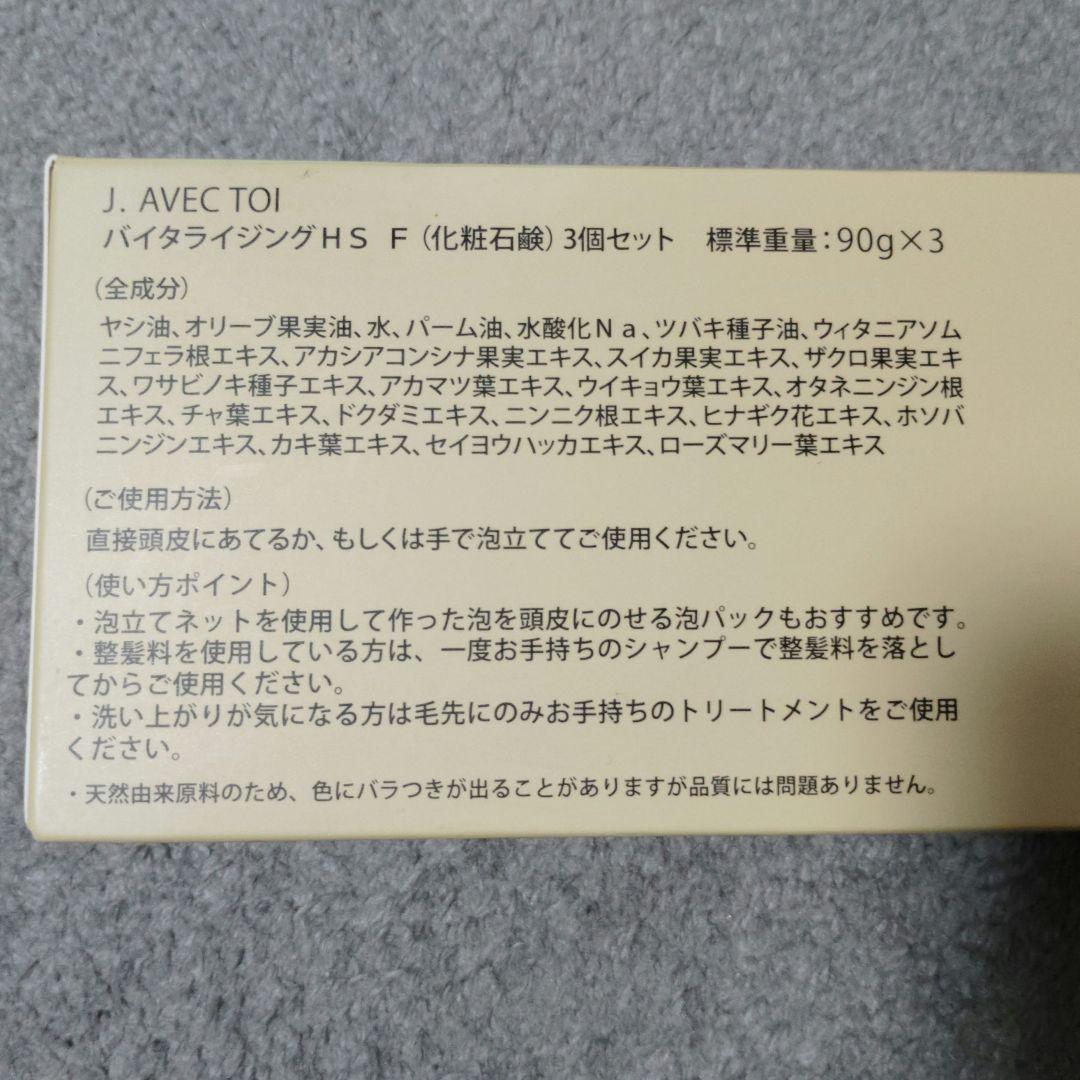 J. AVEC TOI
バイタライジングＨＳ Ｆ（化粧石鹸）3個セット 標準重量：90g×3
（全成分）
ヤシ油、オリーブ果実油、水、パーム油、水酸化Ｎａ、ツバキ種子油、ウィタニアソム
ニフェラ根エキス、アカシアコンシナ果実エキス、スイカ果実エキス、ザクロ果実エキ
ス、ワサビノキ種子エキス、アカマツ葉エキス、ウイキョウ葉エキス、オタネニンジン根
エキス、チャ葉エキス、ドクダミエキス、ニンニク根エキス、ヒナギク花エキス、ホソバ
ニンジンエキス、カキ葉エキス、セイヨウハッカエキス、ローズマリー葉エキス
（ご使用方法）
直接頭皮にあてるか、もしくは手で泡立ててご使用ください。
（使い方ポイント）
・泡立てネットを使用して作った泡を頭皮にのせる泡パックもおすすめです。
・整髪料を使用している方は、一度お手持ちのシャンプーで整髪料を落とし
てからご使用ください。
・洗い上がりが気になる方は毛先にのみお手持ちのトリートメントをご使用
ください。
・天然由来原料のため、色にバラつきが出ることがありますが品質には問題ありません。